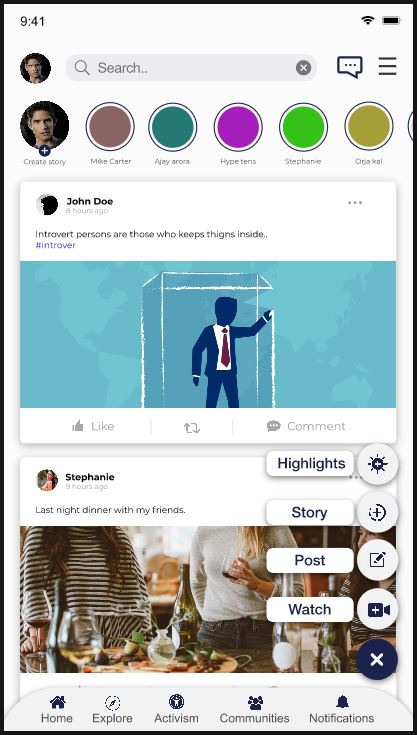 9:41
Search..
Create story
Mike Carter
Ajay arora
Hype tens
Stephanie
Orja kal
John Doe
8 hours ago
Introvert persons are those who keeps thigns inside..
#introver
Like
Comment
Highlights
Stephanie
9 hours ago
Story
Last night dinner with my friends.
Post
Watch
Home
Explore
Activism
Communities
Notifications